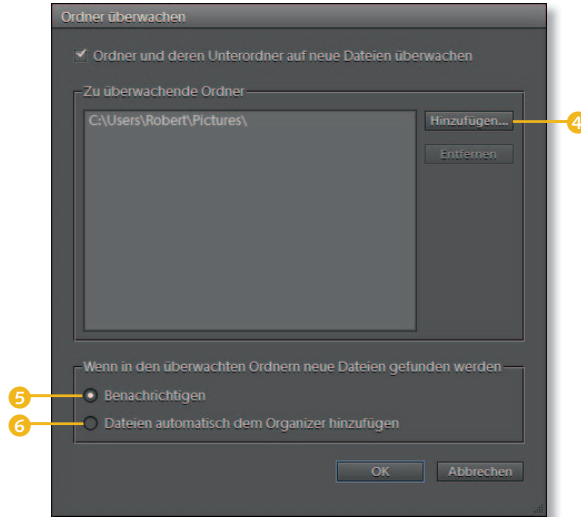 Ordner überwachen
Ordner und deren Unterordner auf neue Dateien überwachen
Zu überwachende Ordner
C:\Users\Robert\Pictures\
Hinzufügen...
4
Entfernen
Wenn in den überwachten Ordnern neue Dateien gefunden werden
5 Benachrichtigen
6 Dateien automatisch dem Organizer hinzufügen
OK Abbrechen